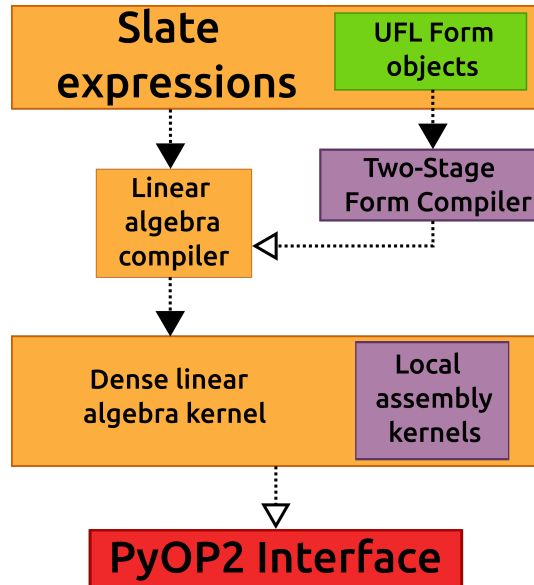 Slate
expressions
UFL Form
objects
Two-Stage
Form Compiler
Linear
algebra
compiler
Dense linear
algebra kernel
Local
assembly
kernels
PyOP2 Interface